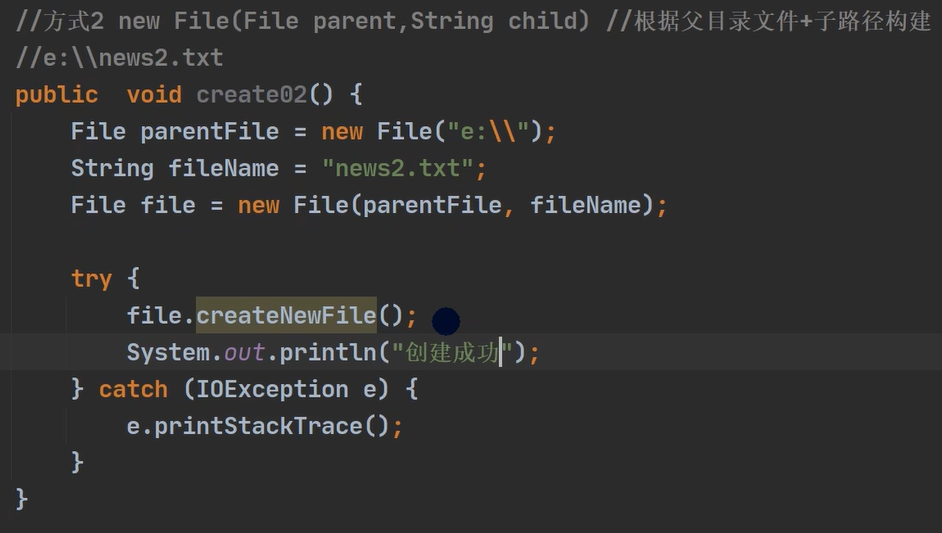 //方式2 new File(File parent,String child) //根据父目录文件+子路径构建
//e:\\news2.txt
public  void create02() {
    File parentFile = new File("e:\\");
    String fileName = "news2.txt";
    File file = new File(parentFile, fileName);
    try {
        file.createNewFile();
        System.out.println("创建成功");
    } catch (IOException e) {
        e.printStackTrace();
    }
}